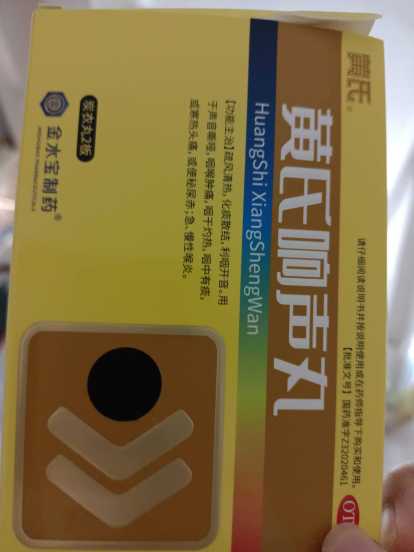 黄氏®
请仔细阅读说明书并按说明使用或在药师指导下购买和使用。
【批准文号】国药准字Z32020461
OT
黄氏响声丸
HuangShi XiangShengWan
【功能主治】疏风清热,化痰散结,利咽开音。用
于声音嘶哑,咽喉肿痛,咽干灼热,咽中有痰,
或寒热头痛,或便秘尿赤;急、慢性喉炎。
炭衣丸2板
金水宝制药®